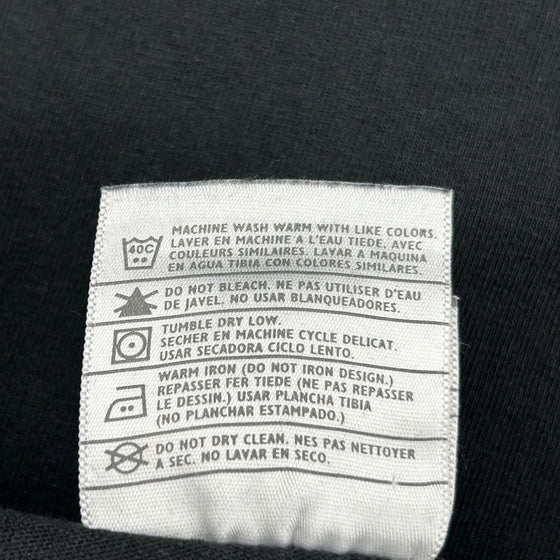 MACHINE WASH WARM WITH LIKE COLORS.
LAVER EN MACHINE A L'EAU TIEDE, AVEC
COULEURS SIMILAIRES. LAVAR A MAQUINA
EN AGUA TIBIA CON COLORES SIMILARES.
40C
DO NOT BLEACH. NE PAS UTILISER D'EAU
DE JAVEL. NO USAR BLANQUEADORES.
TUMBLE DRY LOW.
SECHER EN MACHINE CYCLE DELICAT.
USAR SECADORA CICLO LENTO.
WARM IRON (DO NOT IRON DESIGN.)
REPASSER FER TIEDE (NE PAS REPASSER
LE DESSIN.) USAR PLANCHA TIBIA
(NO PLANCHAR ESTAMPADO.)
DO NOT DRY CLEAN. NES PAS NETTOYER
A SEC. NO LAVAR EN SECO.